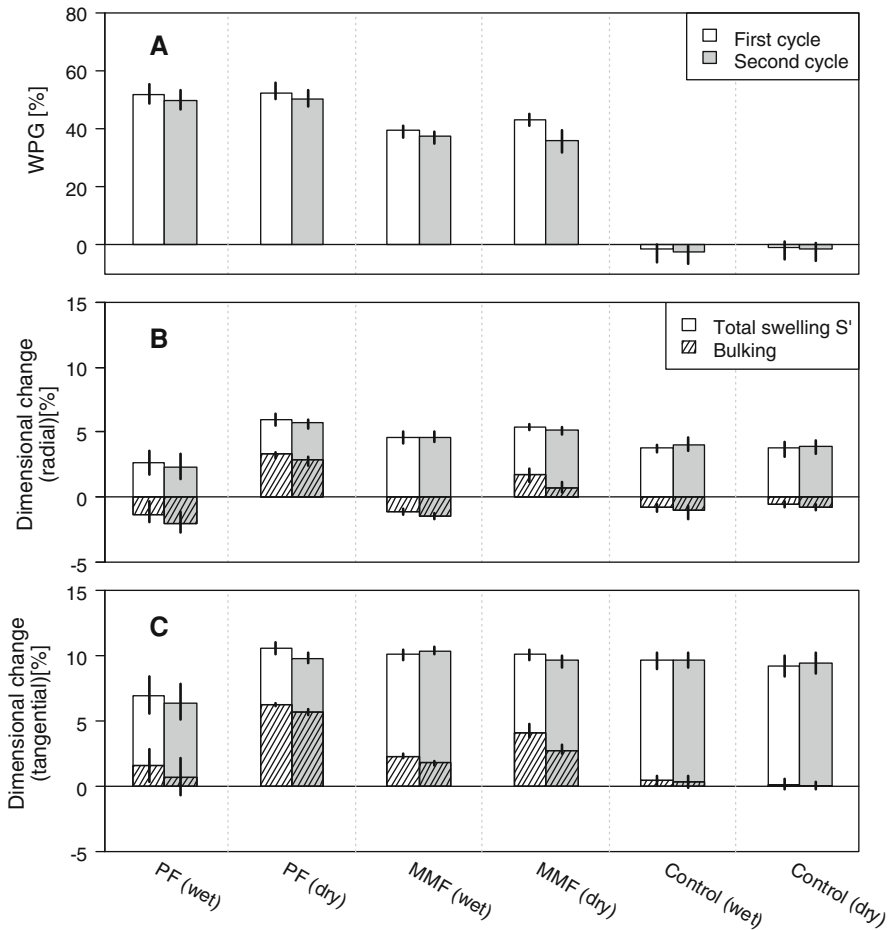 A
WPG [%]
80
60
40
20
0
First cycle
Second cycle
B
Dimensional change
(radial)[%]
15
10
5
0
-5
Total swelling S'
Bulking
C
Dimensional change
(tangential)[%]
15
10
5
0
-5
PF (wet)
PF (dry)
MMF (wet)
MMF (dry)
Control (wet)
Control (dry)